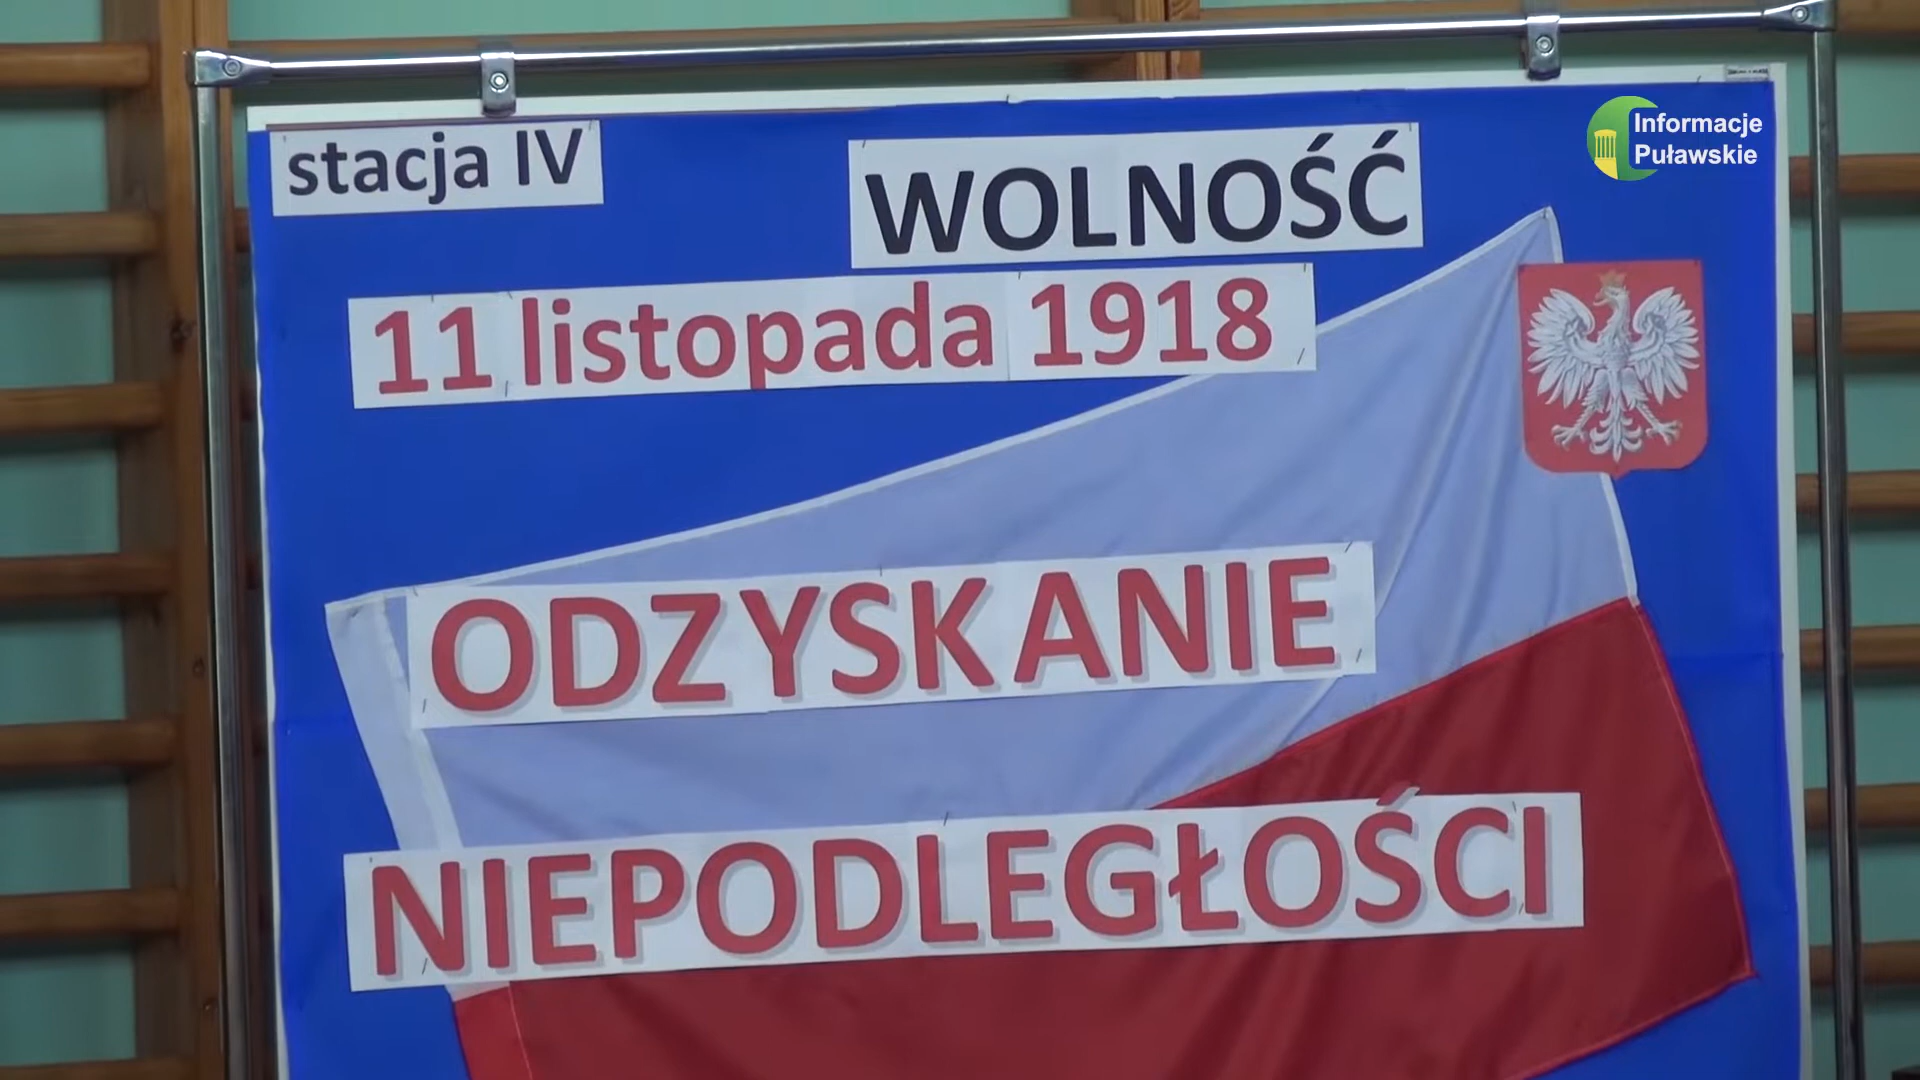 stacja IV
WOLNOŚĆ
11 listopada 1918
ODZYSKANIE
NIEPODLEGŁOŚCI
Informacje
Puławskie